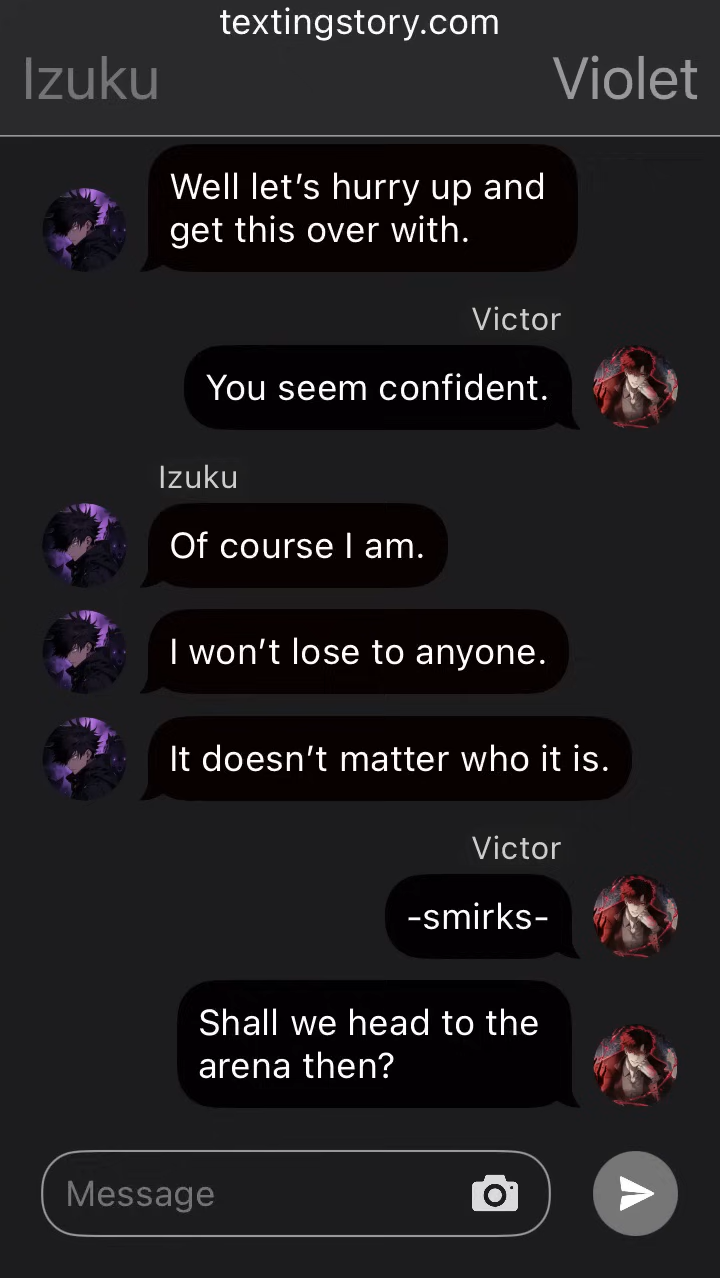 textingstory.com
Izuku
Violet
Well let’s hurry up and
get this over with.
Victor
You seem confident.
Izuku
Of course I am.
I won’t lose to anyone.
It doesn’t matter who it is.
Victor
-smirks-
Shall we head to the
arena then?
Message